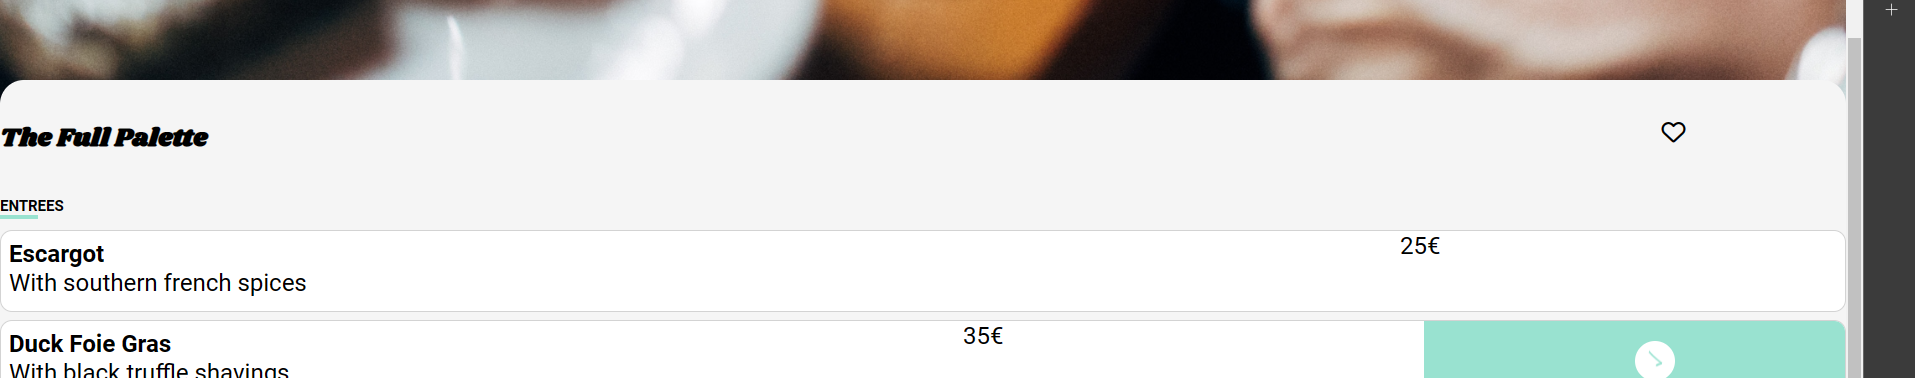 The Full Palette
ENTREES
Escargot
25€
With southern french spices
Duck Foie Gras
35€
With black truffle shavings